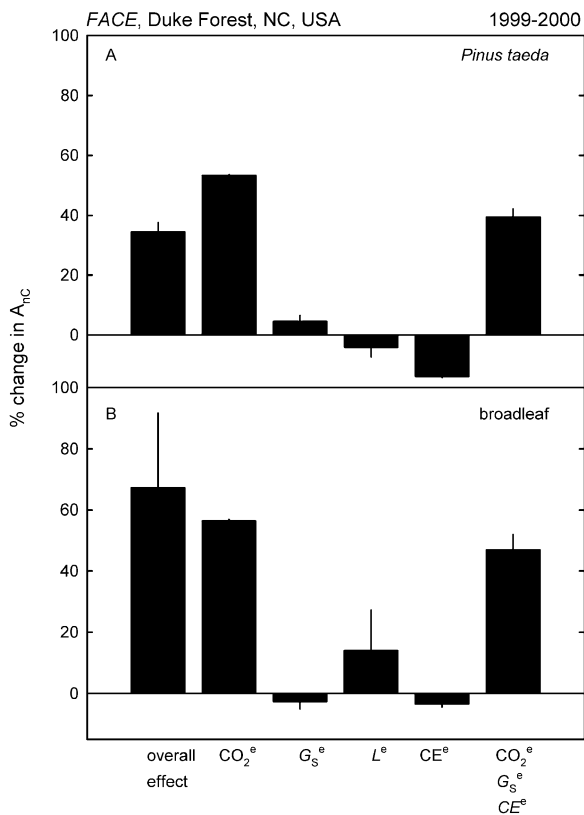 FACE, Duke Forest, NC, USA 1999-2000
100
A Pinus taeda
80
60
40
20
0
% change in AnC
100
B broadleaf
80
60
40
20
0
overall effect CO₂ᵉ Gₛᵉ Lᵉ CEᵉ CO₂ᵉ
Gₛᵉ
CEᵉ